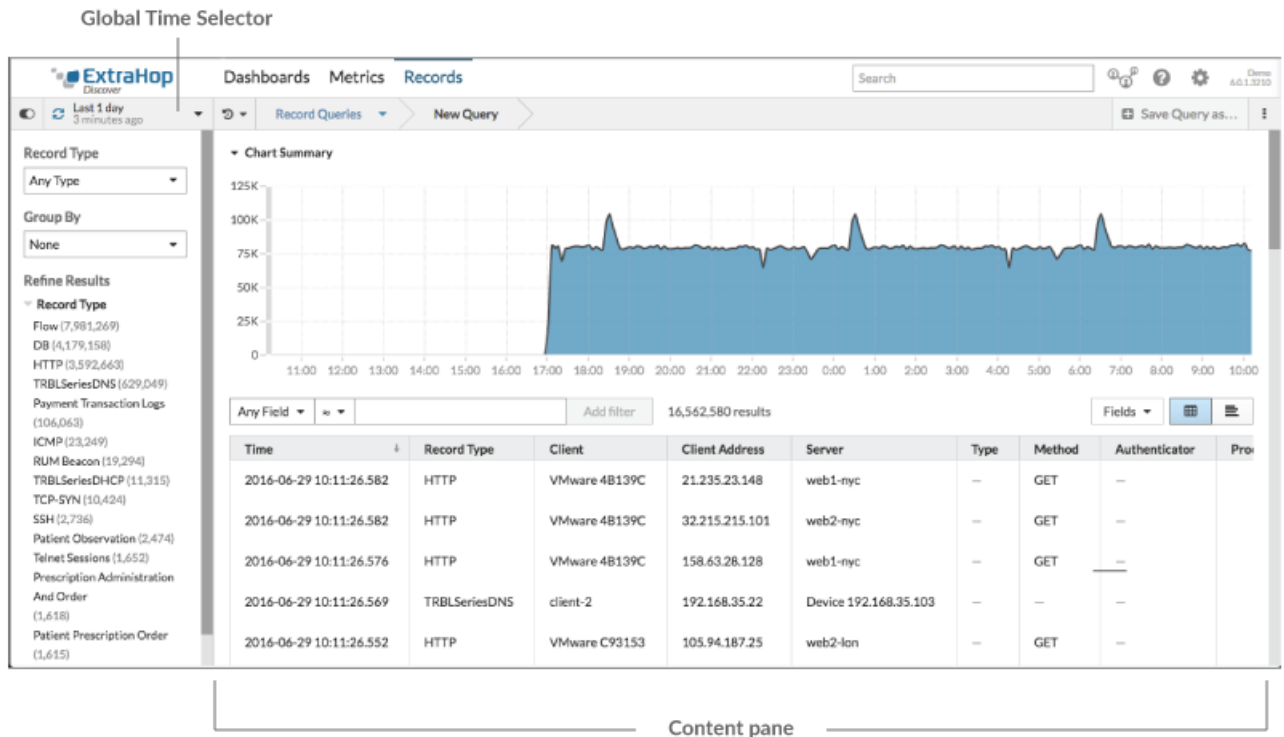 Global Time Selector
ExtraHop
Discover
Dashboards Metrics Records
Search
Demo
6.0.1.3210
Last 1 day
3 minutes ago
Record Queries
New Query
Save Query as...
Record Type
Any Type
Group By
None
Refine Results
Record Type
Flow (7,981,269)
DB (4,179,158)
HTTP (3,592,663)
TRBLSeriesDNS (629,049)
Payment Transaction Logs
(106,063)
ICMP (23,249)
RUM Beacon (19,294)
TRBLSeriesDHCP (11,315)
TCP-SYN (10,424)
SSH (2,736)
Patient Observation (2,474)
Telnet Sessions (1,652)
Prescription Administration
And Order
(1,618)
Patient Prescription Order
(1,615)
Chart Summary
125K
100K
75K
50K
25K
0
11:00 12:00 13:00 14:00 15:00 16:00 17:00 18:00 19:00 20:00 21:00 22:00 23:00 0:00 1:00 2:00 3:00 4:00 5:00 6:00 7:00 8:00 9:00 10:00
Any Field ≈ Add filter 16,562,580 results Fields
Time Record Type Client Client Address Server Type Method Authenticator Pro
2016-06-29 10:11:26.582 HTTP VMware 4B139C 21.235.23.148 web1-nyc — GET —
2016-06-29 10:11:26.582 HTTP VMware 4B139C 32.215.215.101 web2-nyc — GET —
2016-06-29 10:11:26.576 HTTP VMware 4B139C 158.63.28.128 web1-nyc — GET —
2016-06-29 10:11:26.569 TRBLSeriesDNS client-2 192.168.35.22 Device 192.168.35.103 — — —
2016-06-29 10:11:26.552 HTTP VMware C93153 105.94.187.25 web2-lon — GET —
Content pane